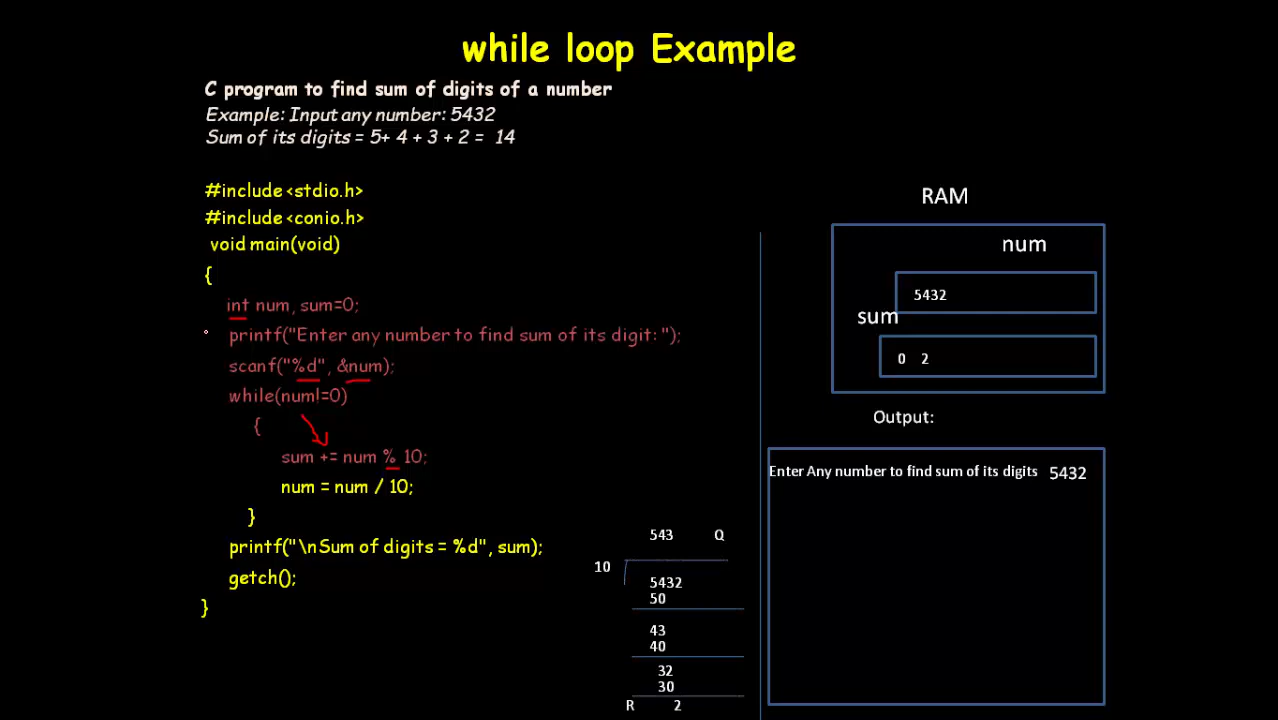 while loop Example
C program to find sum of digits of a number
Example: Input any number: 5432
Sum of its digits = 5+ 4 + 3 + 2 = 14
#include <stdio.h>
#include <conio.h>
void main(void)
{
int num, sum=0;
printf("Enter any number to find sum of its digit: ");
scanf("%d", &num);
while(num!=0)
{
sum += num % 10;
num = num / 10;
}
printf("\nSum of digits = %d", sum);
getch();
}
543 Q
10
5432
50
43
40
32
30
R 2
RAM
num
5432
sum
0 2
Output:
Enter Any number to find sum of its digits 5432